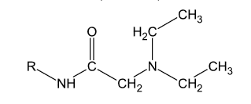 CH₃
H₂C
O
R N CH₃
NH CH₂ CH₂